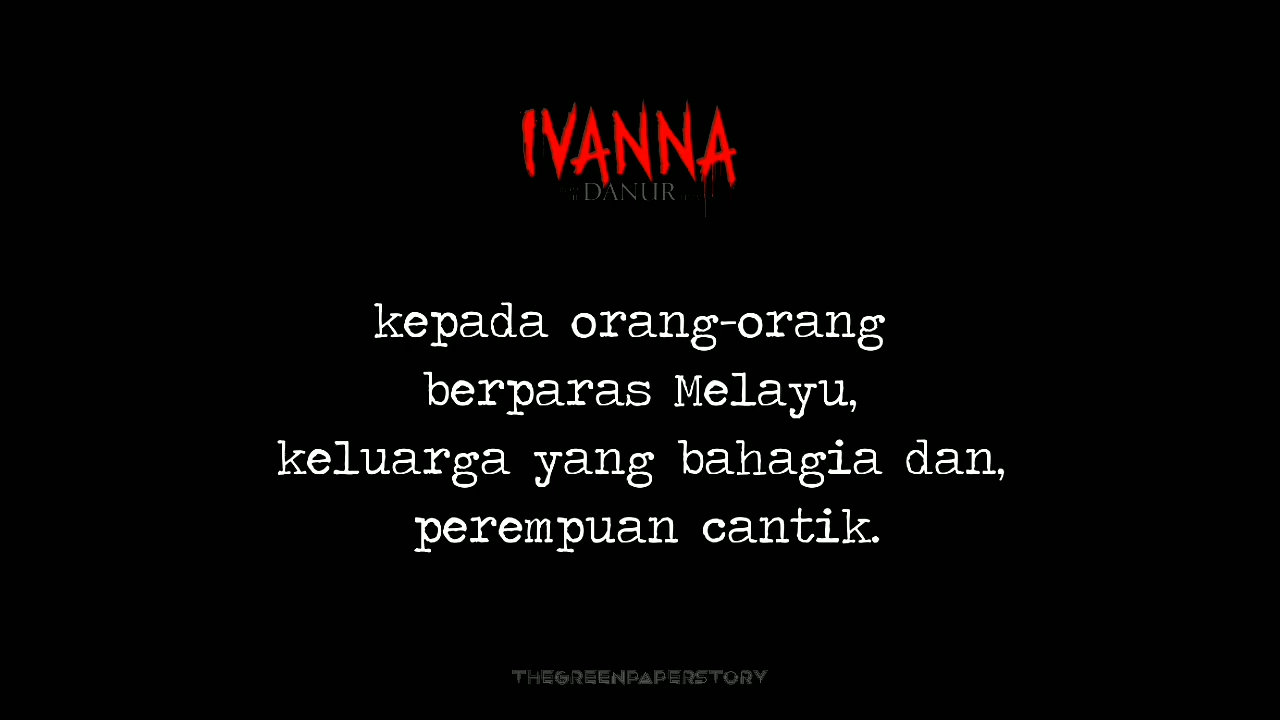 IVANNA
DANUR
kepada orang-orang
berparas Melayu,
keluarga yang bahagia dan,
perempuan cantik.
THEGREENPAPERSTORY